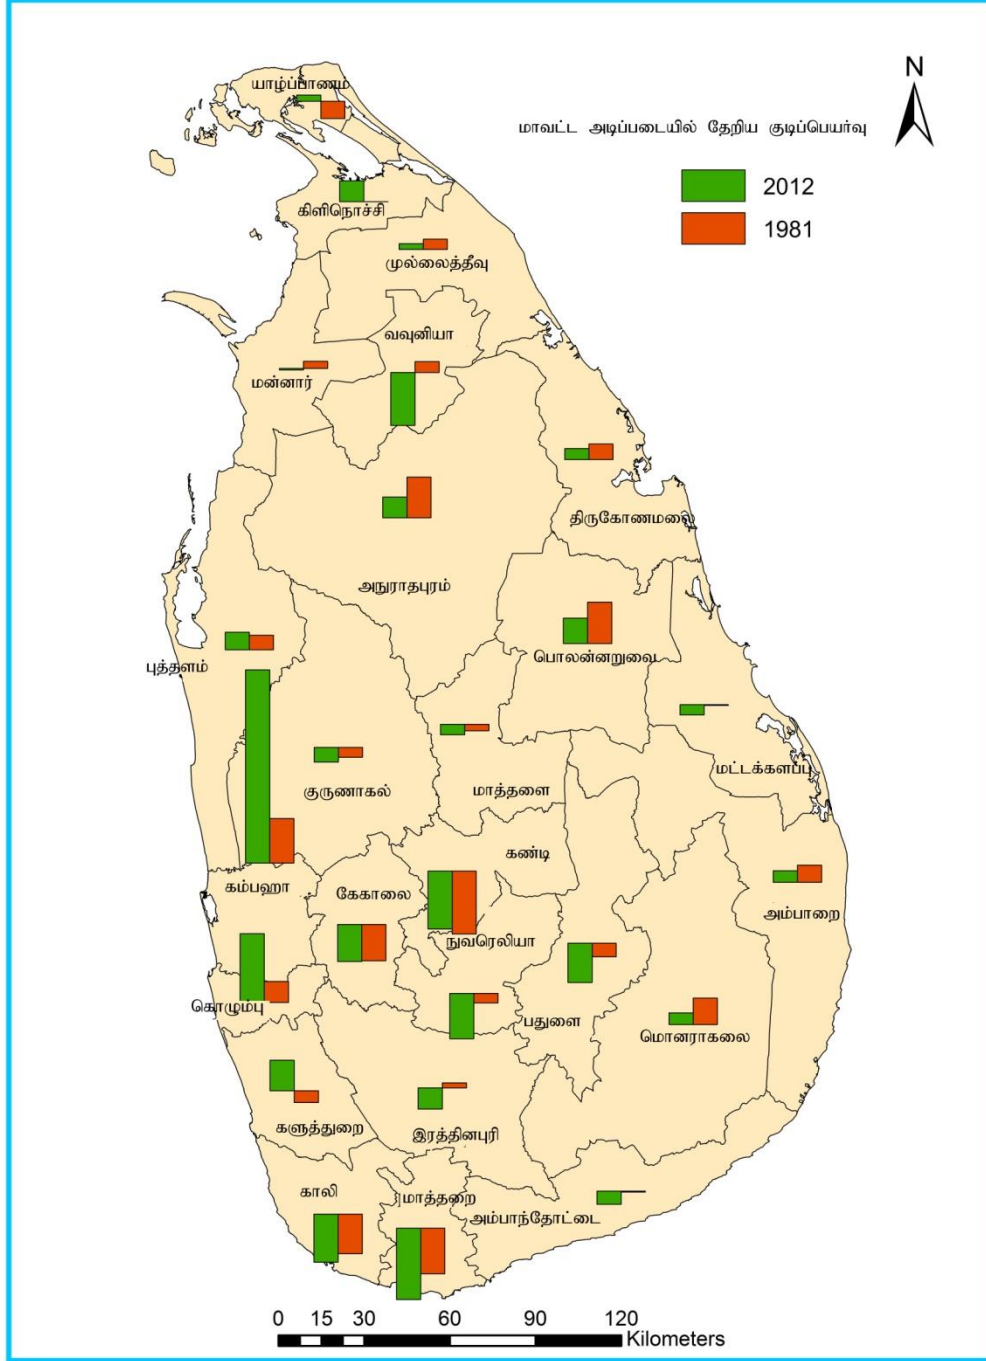 யாழ்ப்பாணம்
N
மாவட்ட அடிப்படையில் தேறிய குடிப்பெயர்வு
2012
1981
கிளிநொச்சி
முல்லைத்தீவு
வவுனியா
மன்னார்
திருகோணமலை
அநுராதபுரம்
பொலன்னறுவை
புத்தளம்
மட்டக்களப்பு
குருணாகல்
மாத்தளை
கண்டி
கம்பஹா
கேகாலை
அம்பாறை
நுவரெலியா
கொழும்பு
பதுளை
மொனராகலை
களுத்துறை
இரத்தினபுரி
காலி
மாத்தறை
அம்பாந்தோட்டை
0 15 30 60 90 120
Kilometers